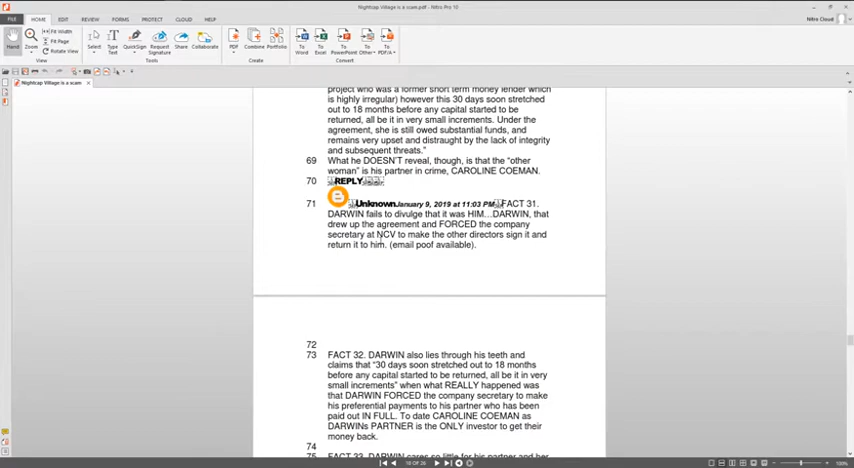 Nightcap Village is a scam.pdf - Nitro Pro 10
FILE HOME EDIT REVIEW FORMS PROTECT CLOUD HELP Nitro Cloud
Hand Zoom Fit Width Fit Page Rotate View Select Type Text QuickSign Request Signature Share Collaborate PDF Combine Portfolio To Word To Excel To PowerPoint To Other To PDF/A
View Tools Create Convert
Nightcap Village is a scam
project who was a former short term money lender which
is highly irregular) however this 30 days soon stretched
out to 18 months before any capital started to be
returned, all be it in very small increments. Under the
agreement, she is still owed substantial funds, and
remains very upset and distraught by the lack of integrity
and subsequent threats."
69 What he DOESN'T reveal, though, is that the "other
woman" is his partner in crime, CAROLINE COEMAN.
70 REPLY
71 Unknown January 9, 2019 at 11:03 PM FACT 31.
DARWIN fails to divulge that it was HIM…DARWIN, that
drew up the agreement and FORCED the company
secretary at NCV to make the other directors sign it and
return it to him. (email poof available).
72
73 FACT 32. DARWIN also lies through his teeth and
claims that "30 days soon stretched out to 18 months
before any capital started to be returned, all be it in very
small increments" when what REALLY happened was
that DARWIN FORCED the company secretary to make
his preferential payments to his partner who has been
paid out IN FULL. To date CAROLINE COEMAN as
DARWINs PARTNER is the ONLY investor to get their
money back.
74
75 FACT 33. DARWIN cares so little for his partner and her
18 OF 26 100%